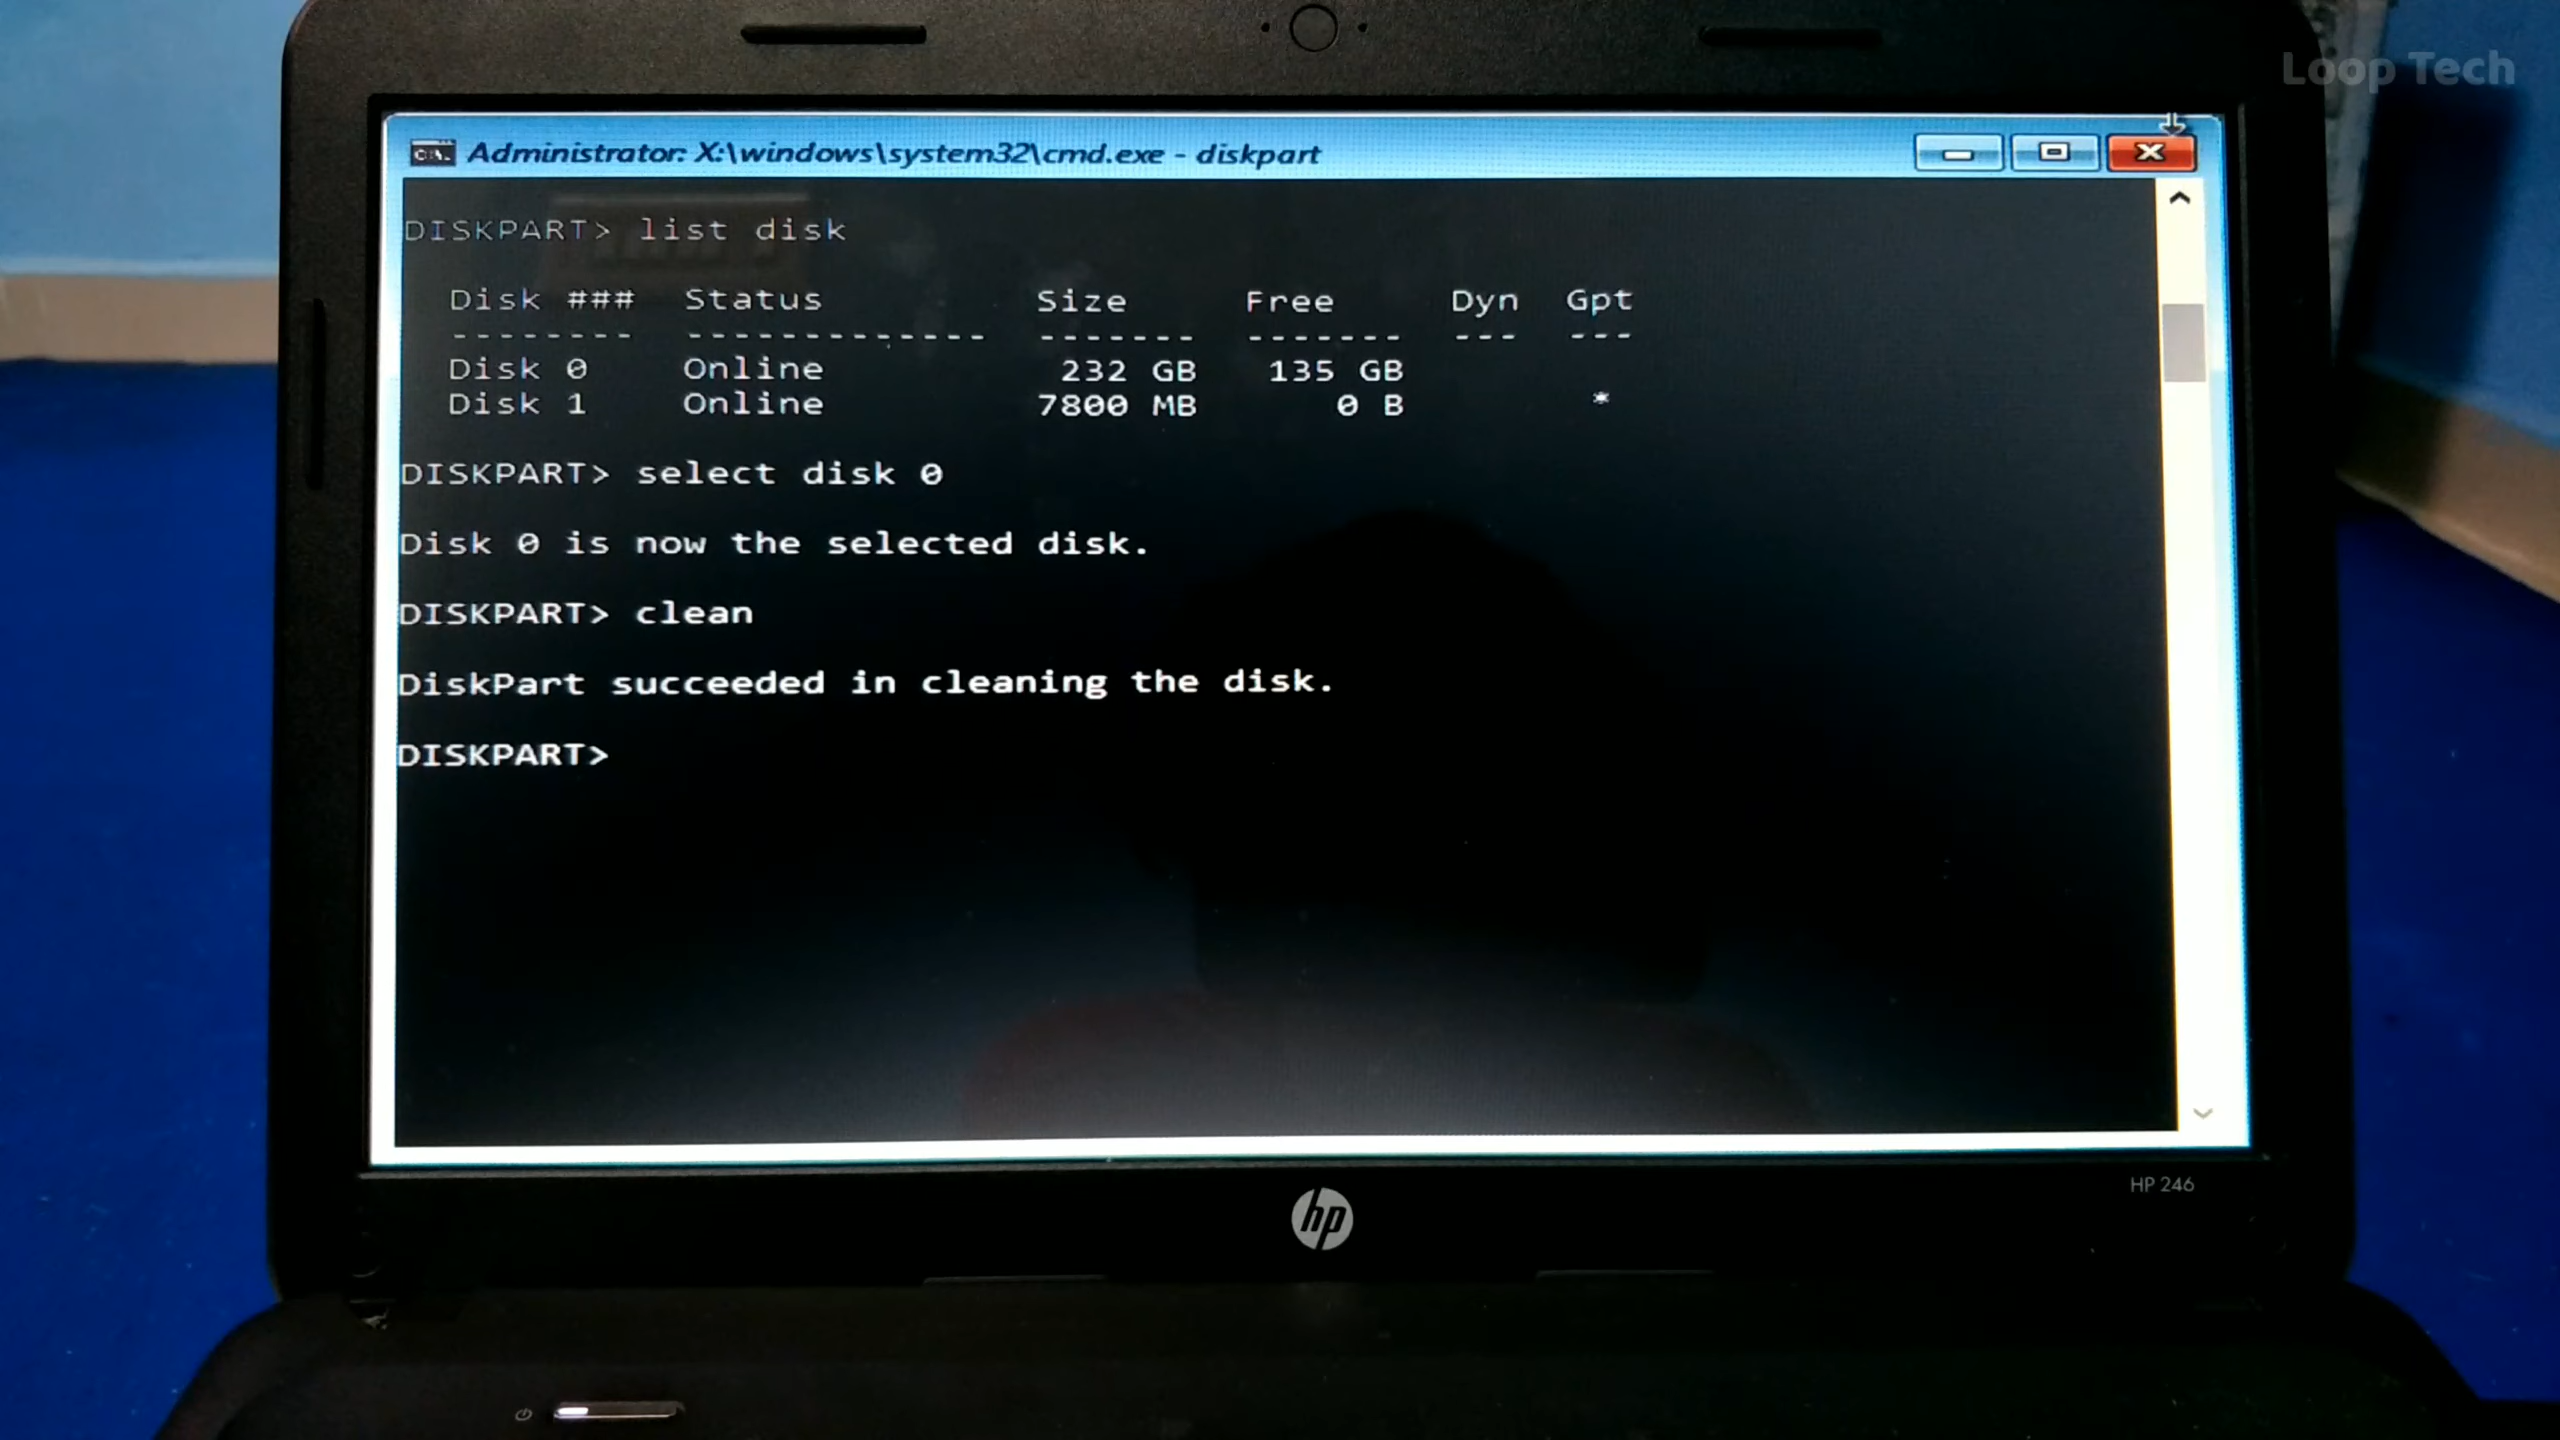 Loop Tech
Administrator: X:\windows\system32\cmd.exe - diskpart
DISKPART> list disk
Disk ### Status Size Free Dyn Gpt
-------- ------------- ------- ------- --- ---
Disk 0 Online 232 GB 135 GB
Disk 1 Online 7800 MB 0 B *
DISKPART> select disk 0
Disk 0 is now the selected disk.
DISKPART> clean
DiskPart succeeded in cleaning the disk.
DISKPART>
HP 246
hp